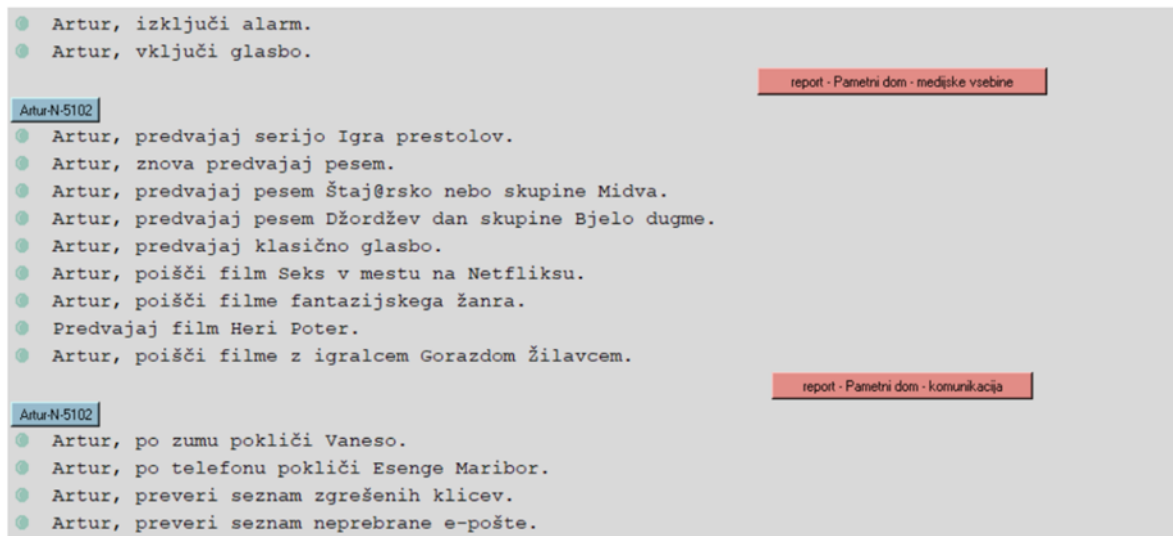 Artur, izključi alarm.
Artur, vključi glasbo.
report - Pametni dom - medijske vsebine
Artur-N-5102
Artur, predvajaj serijo Igra prestolov.
Artur, znova predvajaj pesem.
Artur, predvajaj pesem Štaj@rsko nebo skupine Midva.
Artur, predvajaj pesem Džordžev dan skupine Bjelo dugme.
Artur, predvajaj klasično glasbo.
Artur, poišči film Seks v mestu na Netfliksu.
Artur, poišči filme fantazijskega žanra.
Predvajaj film Heri Poter.
Artur, poišči filme z igralcem Gorazdom Žilavcem.
report - Pametni dom - komunikacija
Artur-N-5102
Artur, po zumu pokliči Vaneso.
Artur, po telefonu pokliči Esenge Maribor.
Artur, preveri seznam zgrešenih klicev.
Artur, preveri seznam neprebrane e-pošte.